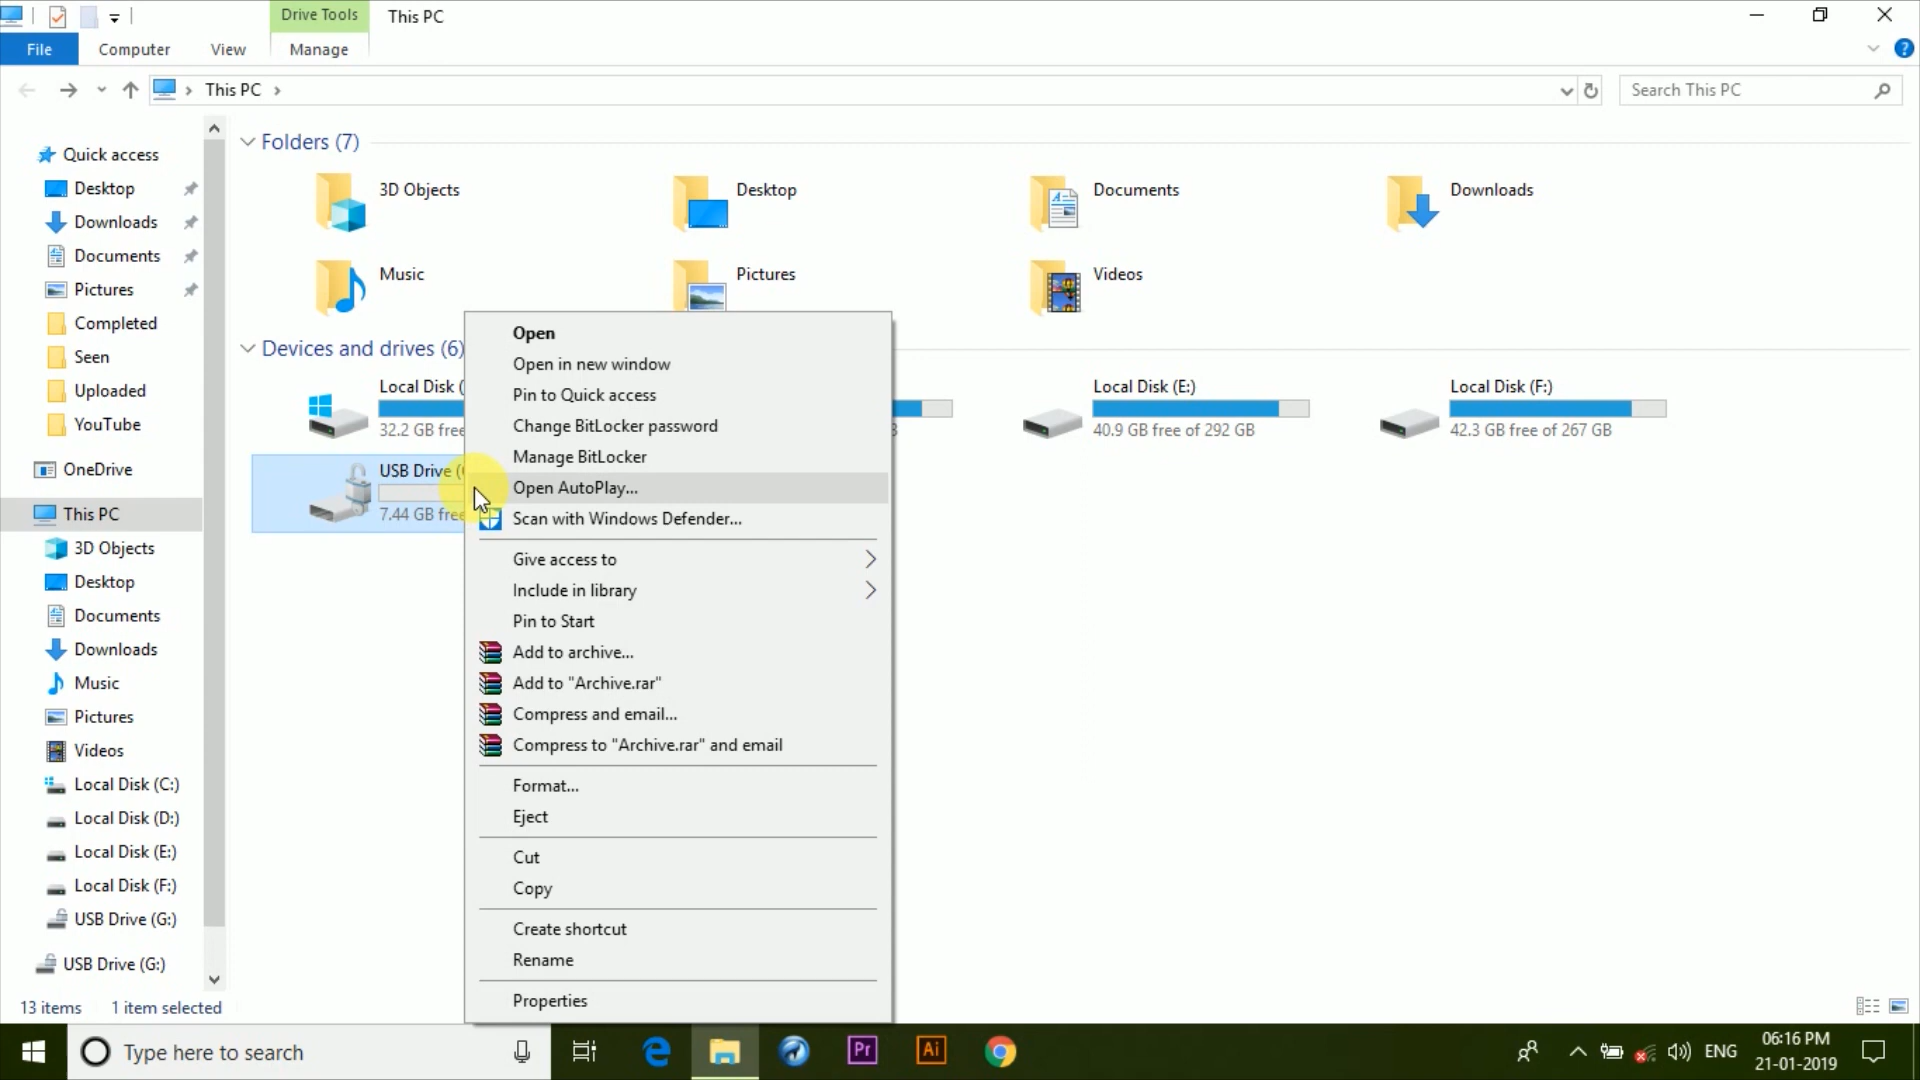 Drive Tools
This PC
File
Computer
View
Manage
This PC
Search This PC
Quick access
Desktop
Downloads
Documents
Pictures
Completed
Seen
Uploaded
YouTube
OneDrive
This PC
3D Objects
Desktop
Documents
Downloads
Music
Pictures
Videos
Local Disk (C:)
Local Disk (D:)
Local Disk (E:)
Local Disk (F:)
USB Drive (G:)
USB Drive (G:)
Folders (7)
3D Objects
Desktop
Documents
Downloads
Music
Pictures
Videos
Devices and drives (6)
Local Disk (
32.2 GB free
Local Disk (E:)
40.9 GB free of 292 GB
Local Disk (F:)
42.3 GB free of 267 GB
USB Drive (
7.44 GB free
Open
Open in new window
Pin to Quick access
Change BitLocker password
Manage BitLocker
Open AutoPlay...
Scan with Windows Defender...
Give access to
Include in library
Pin to Start
Add to archive...
Add to "Archive.rar"
Compress and email...
Compress to "Archive.rar" and email
Format...
Eject
Cut
Copy
Create shortcut
Rename
Properties
13 items
1 item selected
Type here to search
Pr
Ai
ENG
06:16 PM
21-01-2019